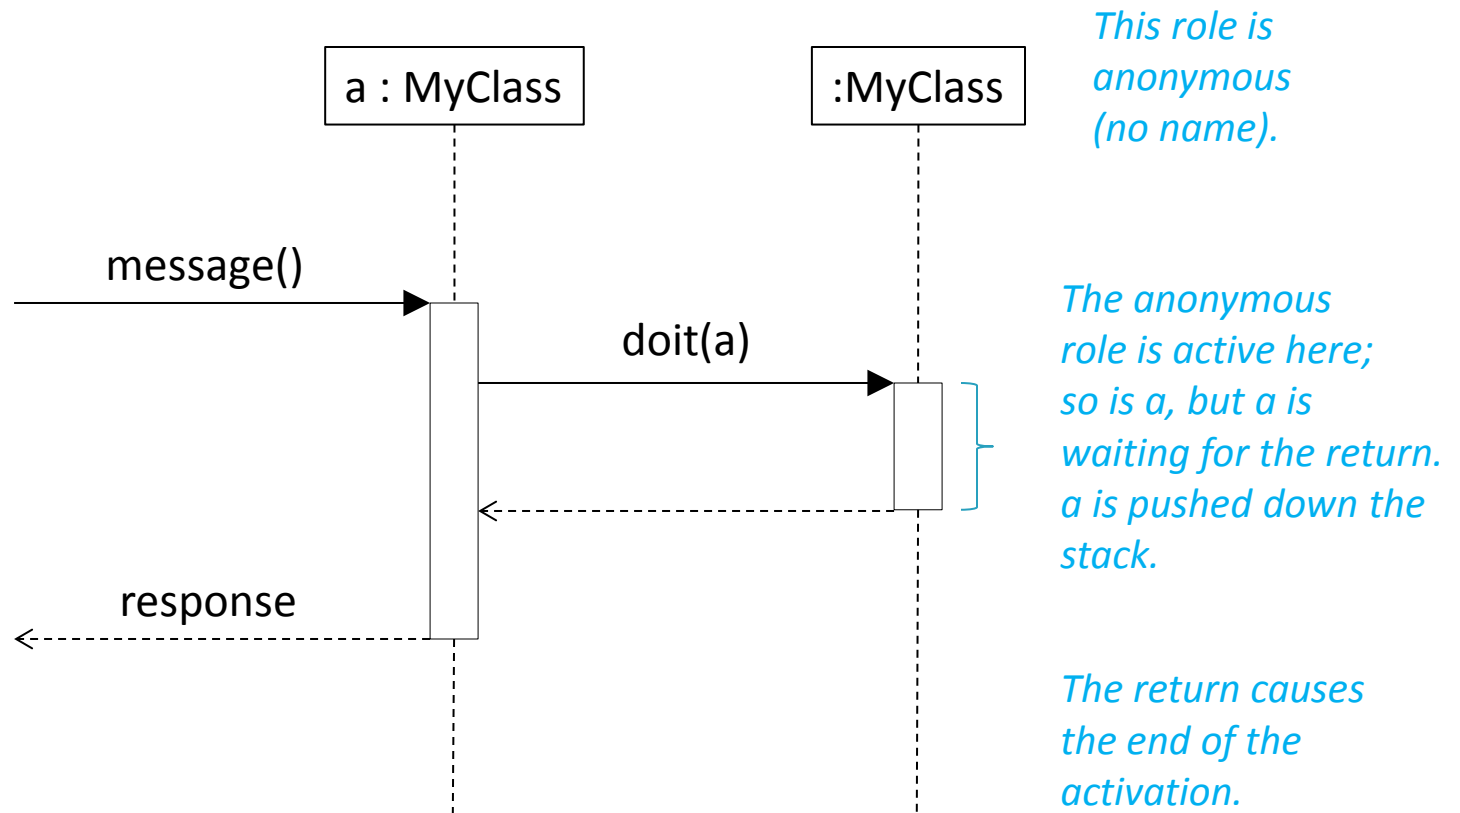 This role is
anonymous
(no name).
a : MyClass
:MyClass
message()
doit(a)
The anonymous
role is active here;
so is a, but a is
waiting for the return.
a is pushed down the
stack.
response
The return causes
the end of the
activation.